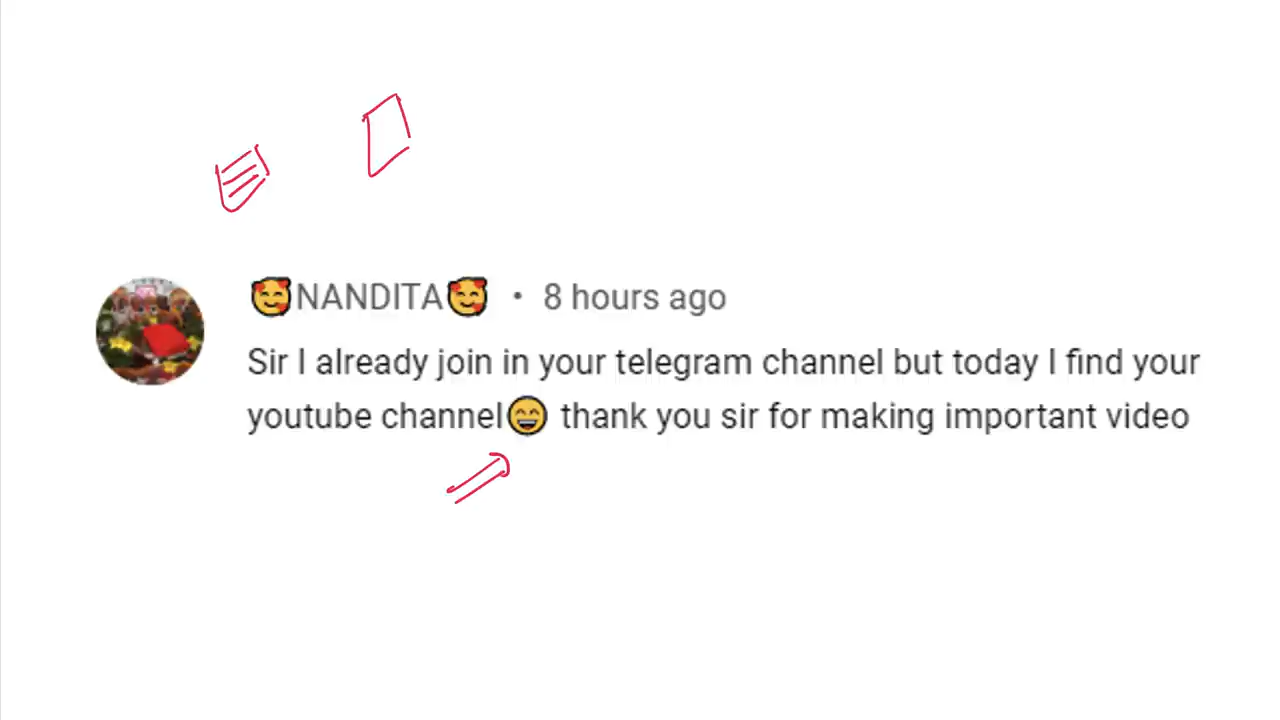 🥰NANDITA🥰 • 8 hours ago
Sir I already join in your telegram channel but today I find your
youtube channel😄 thank you sir for making important video